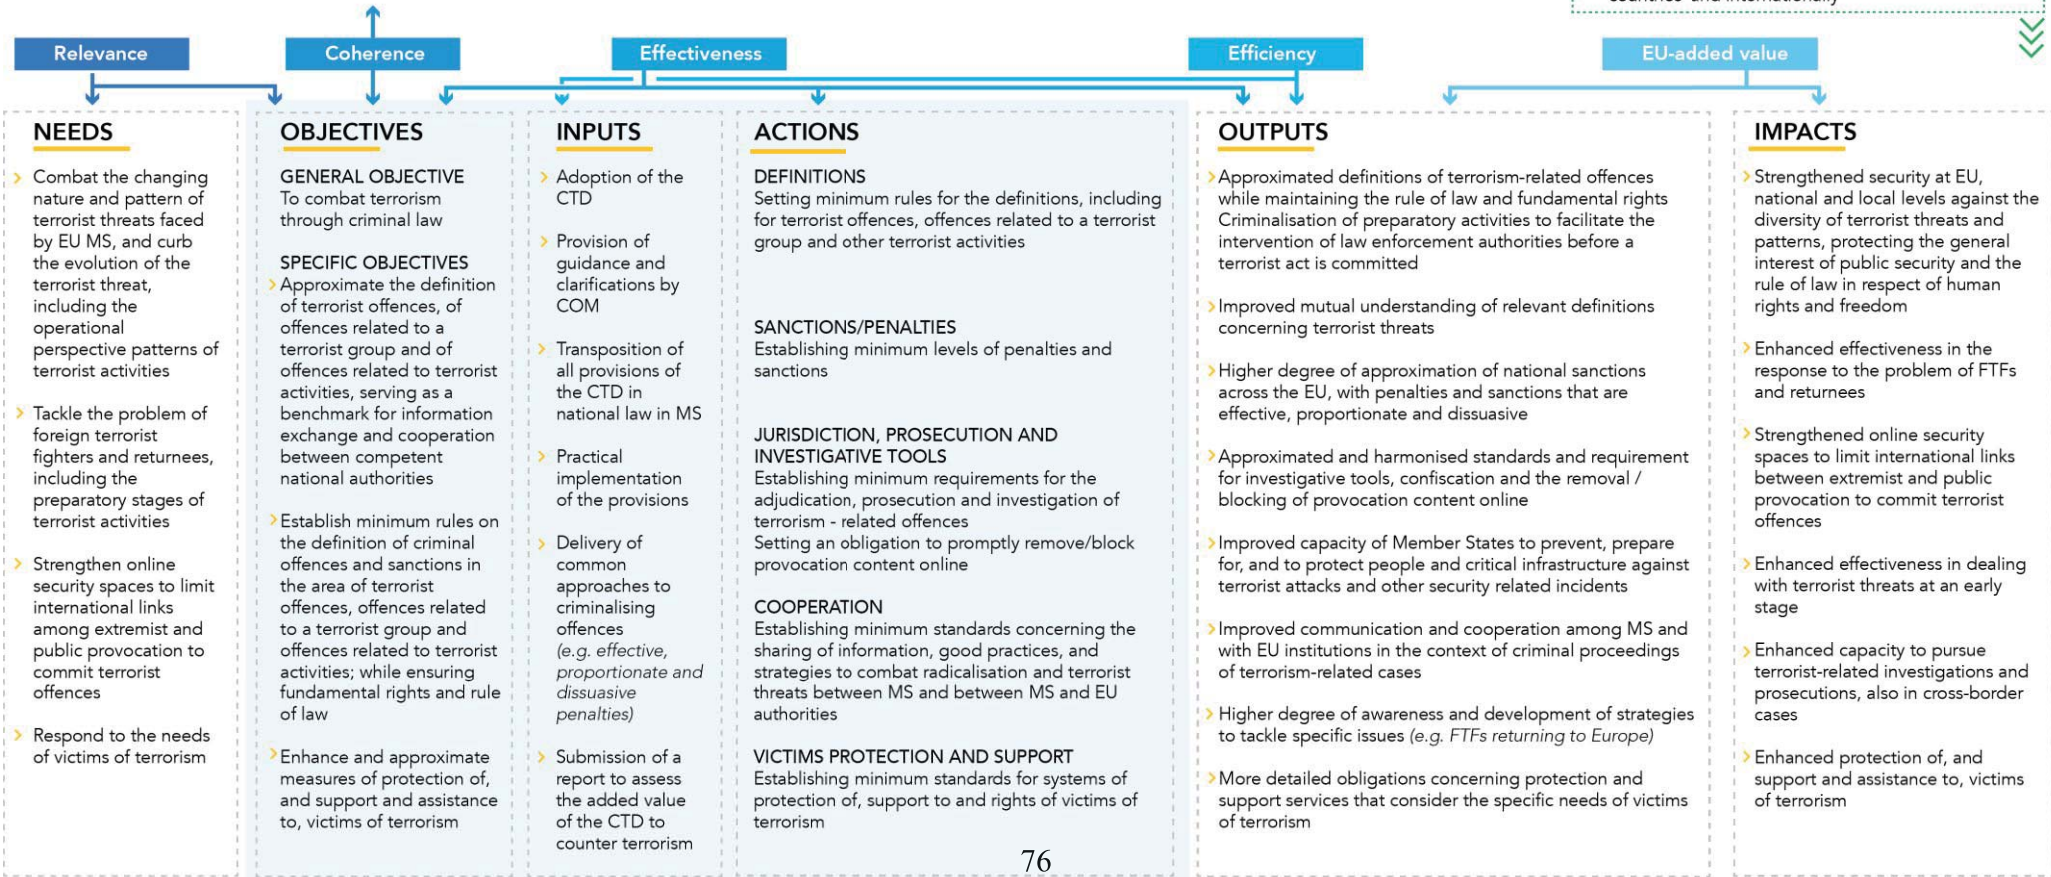 countries and internationally
Relevance
Coherence
Effectiveness
Efficiency
EU-added value
NEEDS
Combat the changing
nature and pattern of
terrorist threats faced
by EU MS, and curb
the evolution of the
terrorist threat,
including the
operational
perspective patterns of
terrorist activities
Tackle the problem of
foreign terrorist
fighters and returnees,
including the
preparatory stages of
terrorist activities
Strengthen online
security spaces to limit
international links
among extremist and
public provocation to
commit terrorist
offences
Respond to the needs
of victims of terrorism
OBJECTIVES
GENERAL OBJECTIVE
To combat terrorism
through criminal law
SPECIFIC OBJECTIVES
Approximate the definition
of terrorist offences, of
offences related to a
terrorist group and of
offences related to terrorist
activities, serving as a
benchmark for information
exchange and cooperation
between competent
national authorities
Establish minimum rules on
the definition of criminal
offences and sanctions in
the area of terrorist
offences, offences related
to a terrorist group and
offences related to terrorist
activities; while ensuring
fundamental rights and rule
of law
Enhance and approximate
measures of protection of,
and support and assistance
to, victims of terrorism
INPUTS
Adoption of the
CTD
Provision of
guidance and
clarifications by
COM
Transposition of
all provisions of
the CTD in
national law in MS
Practical
implementation
of the provisions
Delivery of
common
approaches to
criminalising
offences
(e.g. effective,
proportionate and
dissuasive
penalties)
Submission of a
report to assess
the added value
of the CTD to
counter terrorism
ACTIONS
DEFINITIONS
Setting minimum rules for the definitions, including
for terrorist offences, offences related to a terrorist
group and other terrorist activities
SANCTIONS/PENALTIES
Establishing minimum levels of penalties and
sanctions
JURISDICTION, PROSECUTION AND
INVESTIGATIVE TOOLS
Establishing minimum requirements for the
adjudication, prosecution and investigation of
terrorism - related offences
Setting an obligation to promptly remove/block
provocation content online
COOPERATION
Establishing minimum standards concerning the
sharing of information, good practices, and
strategies to combat radicalisation and terrorist
threats between MS and between MS and EU
authorities
VICTIMS PROTECTION AND SUPPORT
Establishing minimum standards for systems of
protection of, support to and rights of victims of
terrorism
OUTPUTS
Approximated definitions of terrorism-related offences
while maintaining the rule of law and fundamental rights
Criminalisation of preparatory activities to facilitate the
intervention of law enforcement authorities before a
terrorist act is committed
Improved mutual understanding of relevant definitions
concerning terrorist threats
Higher degree of approximation of national sanctions
across the EU, with penalties and sanctions that are
effective, proportionate and dissuasive
Approximated and harmonised standards and requirement
for investigative tools, confiscation and the removal /
blocking of provocation content online
Improved capacity of Member States to prevent, prepare
for, and to protect people and critical infrastructure against
terrorist attacks and other security related incidents
Improved communication and cooperation among MS and
with EU institutions in the context of criminal proceedings
of terrorism-related cases
Higher degree of awareness and development of strategies
to tackle specific issues (e.g. FTFs returning to Europe)
More detailed obligations concerning protection and
support services that consider the specific needs of victims
of terrorism
IMPACTS
Strengthened security at EU,
national and local levels against the
diversity of terrorist threats and
patterns, protecting the general
interest of public security and the
rule of law in respect of human
rights and freedom
Enhanced effectiveness in the
response to the problem of FTFs
and returnees
Strengthened online security
spaces to limit international links
between extremist and public
provocation to commit terrorist
offences
Enhanced effectiveness in dealing
with terrorist threats at an early
stage
Enhanced capacity to pursue
terrorist-related investigations and
prosecutions, also in cross-border
cases
Enhanced protection of, and
support and assistance to, victims
of terrorism
76